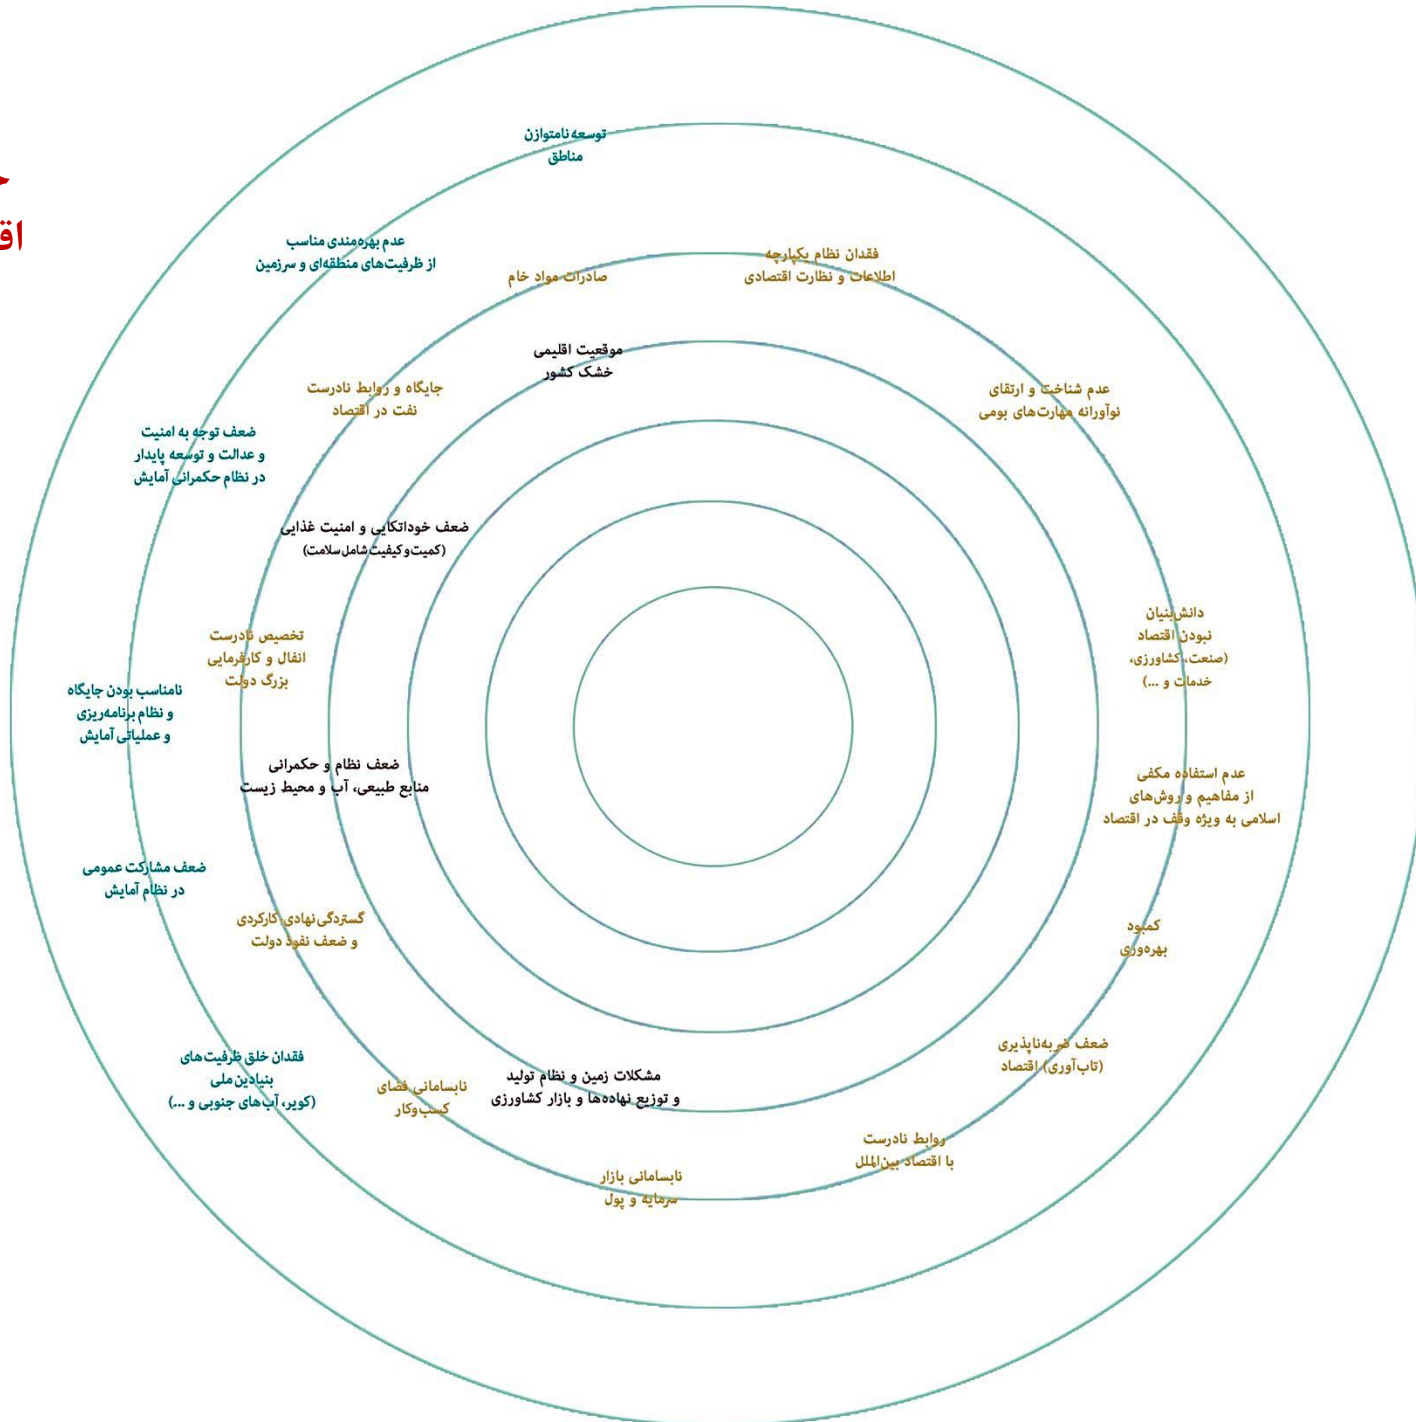 توسعه نامتوازن
مناطق
عدم بهره‌مندی مناسب
از ظرفیت‌های منطقه‌ای و سرزمین
فقدان نظام یکپارچه
اطلاعات و نظارت اقتصادی
صادرات مواد خام
موقعیت اقلیمی
خشک کشور
عدم شناخت و ارتقای
نوآورانه مهارت‌های بومی
جایگاه و روابط نادرست
نفت در اقتصاد
ضعف توجه به امنیت
و عدالت و توسعه پایدار
در نظام حکمرانی آمایش
ضعف خوداتکایی و امنیت غذایی
(کمیت و کیفیت شامل سلامت)
دانش‌بنیان
نبودن اقتصاد
(صنعت، کشاورزی،
خدمات و ...)
تخصیص نادرست
انفال و کارفرمایی
بزرگ دولت
نامناسب بودن جایگاه
و نظام برنامه‌ریزی
و عملیاتی آمایش
ضعف نظام و حکمرانی
منابع طبیعی، آب و محیط زیست
عدم استفاده مکفی
از مفاهیم و روش‌های
اسلامی به ویژه وقف در اقتصاد
ضعف مشارکت عمومی
در نظام آمایش
گستردگی نهادی کارکردی
و ضعف نفوذ دولت
کمبود
بهره‌وری
ضعف ضربه‌ناپذیری
(تاب‌آوری) اقتصاد
فقدان خلق ظرفیت‌های
بنیادین ملی
(کویر، آب‌های جنوبی و ...)
نابسامانی فضای
کسب‌وکار
مشکلات زمین و نظام تولید
و توزیع نهاده‌ها و بازار کشاورزی
روابط نادرست
با اقتصاد بین‌الملل
نابسامانی بازار
سرمایه و پول